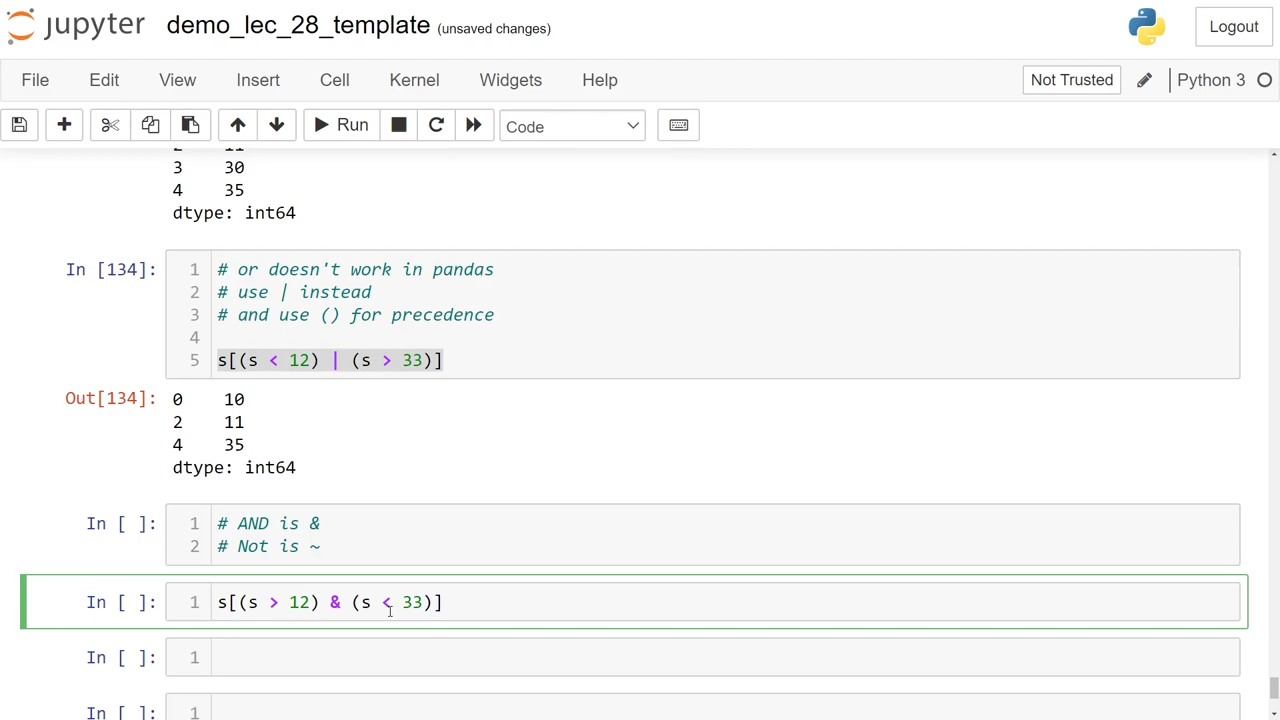 jupyter demo_lec_28_template (unsaved changes) Logout
File Edit View Insert Cell Kernel Widgets Help Not Trusted Python 3
Run Code
3 30
4 35
dtype: int64
In [134]: 1 # or doesn't work in pandas
2 # use | instead
3 # and use () for precedence
4
5 s[(s < 12) | (s > 33)]
Out[134]: 0 10
2 11
4 35
dtype: int64
In [ ]: 1 # AND is &
2 # Not is ~
In [ ]: 1 s[(s > 12) & (s < 33)]
In [ ]: 1
In [ ]: 1